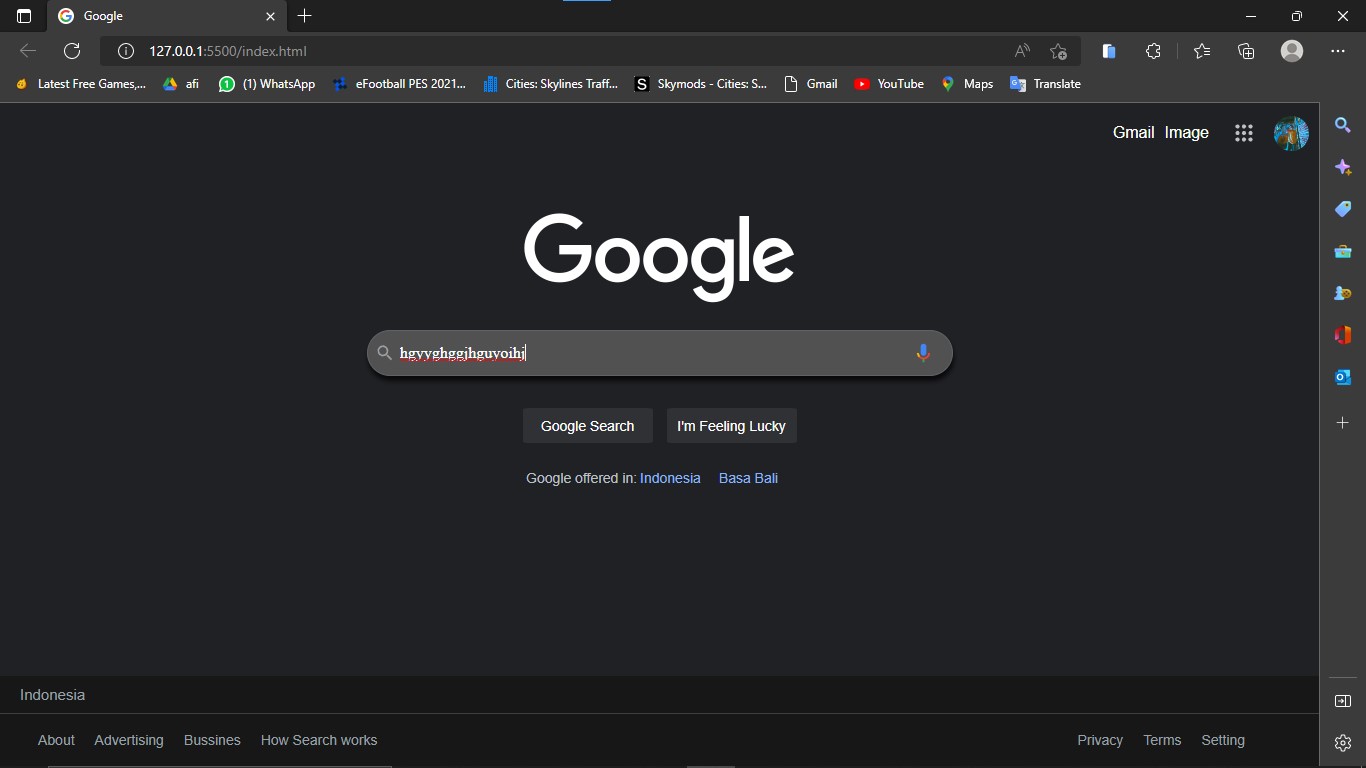 Google
127.0.0.1:5500/index.html
Latest Free Games,... afi (1) WhatsApp eFootball PES 2021... Cities: Skylines Traff... Skymods - Cities: S... Gmail YouTube Maps Translate
Gmail Image
Google
hgyyghggjhguyoihj
Google Search I'm Feeling Lucky
Google offered in: Indonesia Basa Bali
Indonesia
About Advertising Bussines How Search works Privacy Terms Setting